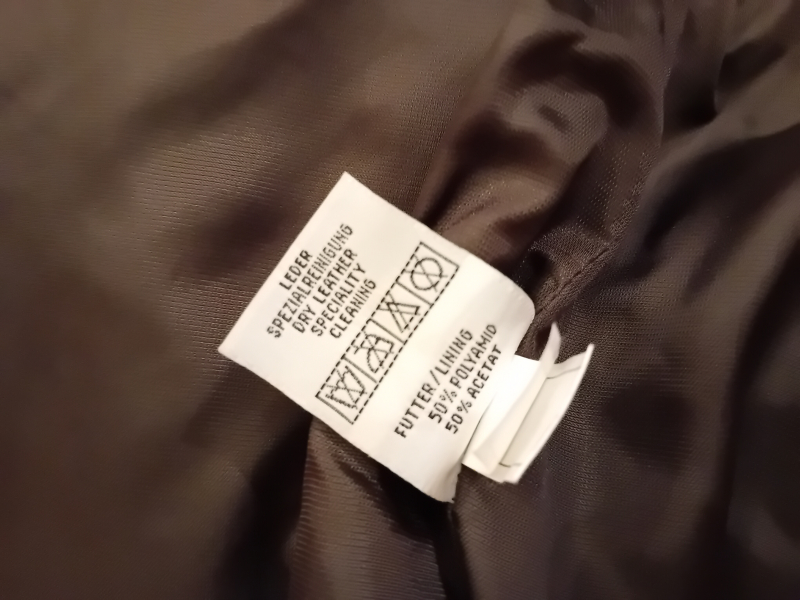 LEDER
SPEZIALREINIGUNG
DRY LEATHER
SPECIALITY
CLEANING
FUTTER/LINING
50% POLYAMID
50% ACETAT